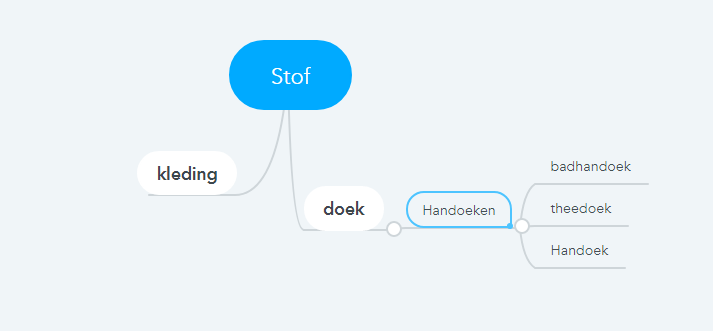 Stof
kleding
doek
Handoeken
badhandoek
theedoek
Handoek